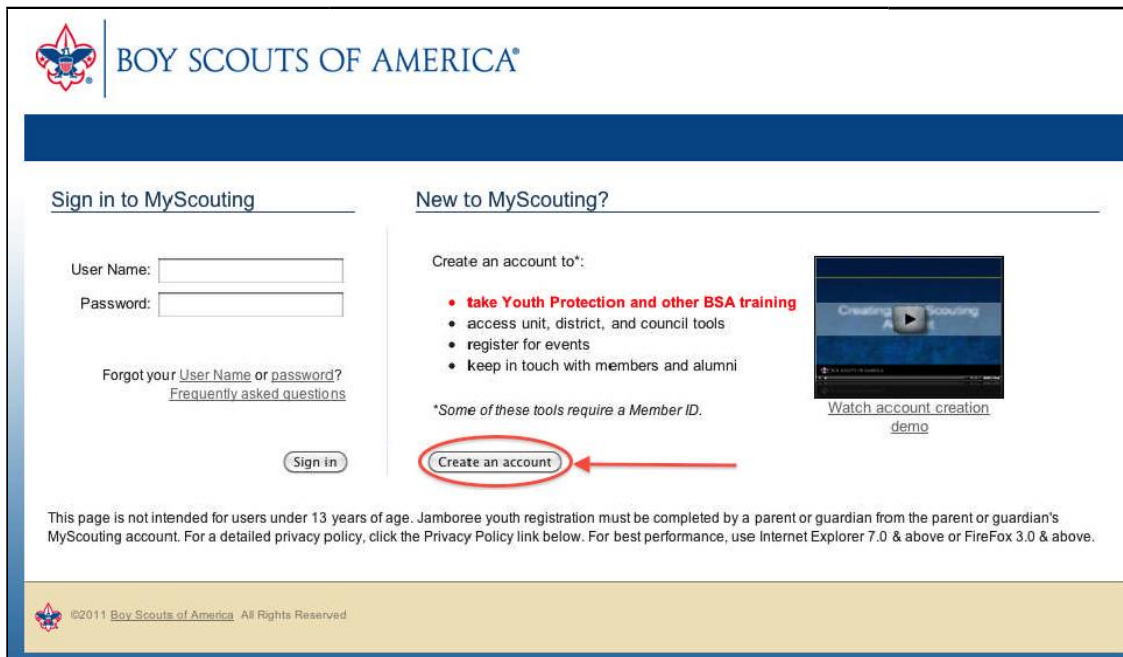 BOY SCOUTS OF AMERICA®
Sign in to MyScouting
User Name:
Password:
Forgot your User Name or password?
Frequently asked questions
Sign in
New to MyScouting?
Create an account to*:
• take Youth Protection and other BSA training
• access unit, district, and council tools
• register for events
• keep in touch with members and alumni
*Some of these tools require a Member ID.
Create an account
Creating Scouting
Watch account creation
demo
This page is not intended for users under 13 years of age. Jamboree youth registration must be completed by a parent or guardian from the parent or guardian's
MyScouting account. For a detailed privacy policy, click the Privacy Policy link below. For best performance, use Internet Explorer 7.0 & above or FireFox 3.0 & above.
©2011 Boy Scouts of America All Rights Reserved